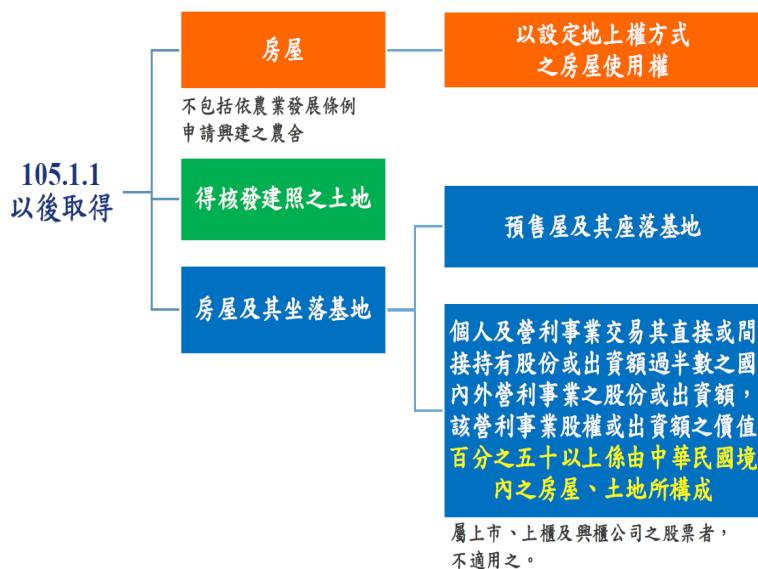 105.1.1
以後取得
房屋
不包括依農業發展條例
申請興建之農舍
以設定地上權方式
之房屋使用權
得核發建照之土地
房屋及其坐落基地
預售屋及其座落基地
個人及營利事業交易其直接或間
接持有股份或出資額過半數之國
內外營利事業之股份或出資額，
該營利事業股權或出資額之價值
百分之五十以上係由中華民國境
內之房屋、土地所構成
屬上市、上櫃及興櫃公司之股票者，
不適用之。